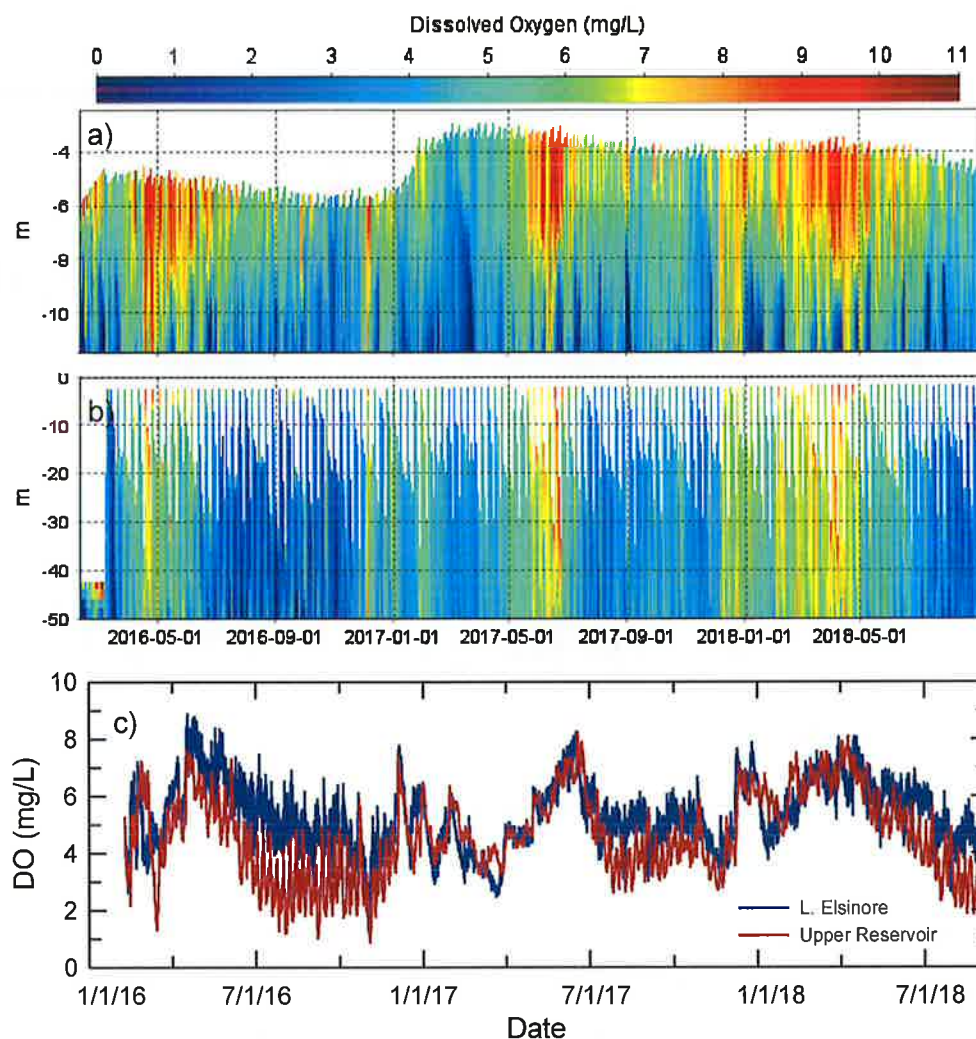 Dissolved Oxygen (mg/L)
0 1 2 3 4 5 6 7 8 9 10 11
a)
-4
-6
m
-8
-10
0
b)
-10
-20
m
-30
-40
-50
2016-05-01 2016-09-01 2017-01-01 2017-05-01 2017-09-01 2018-01-01 2018-05-01
10
c)
8
6
DO (mg/L)
4
2
L. Elsinore
Upper Reservoir
0
1/1/16 7/1/16 1/1/17 7/1/17 1/1/18 7/1/18
Date